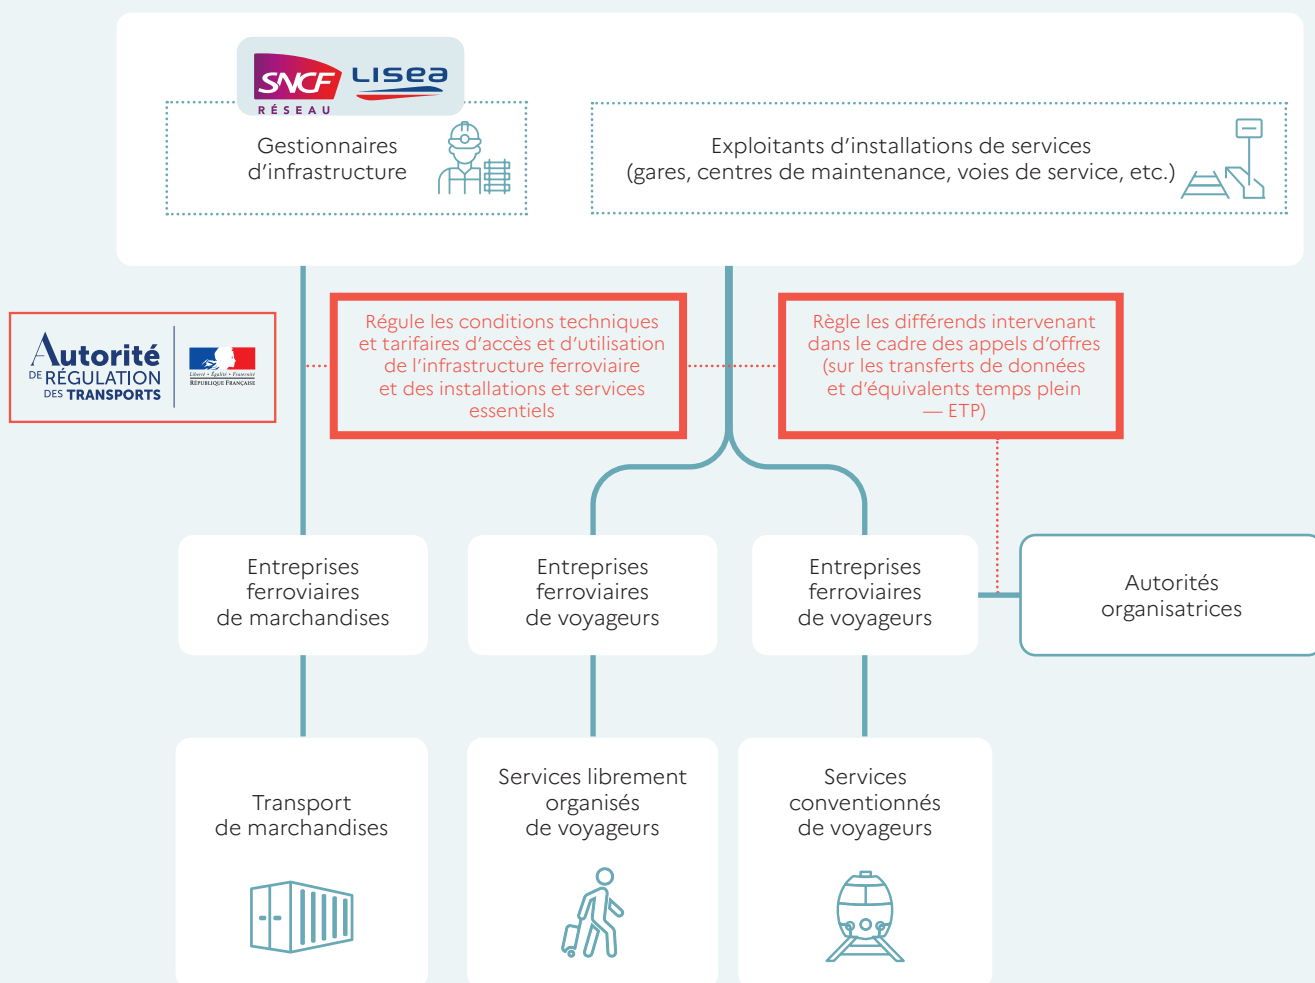 SNCF
RÉSEAU
LISEA
Gestionnaires
d'infrastructure
Exploitants d'installations de services
(gares, centres de maintenance, voies de service, etc.)
Autorité
DE RÉGULATION
DES TRANSPORTS
Liberté • Égalité • Fraternité
RÉPUBLIQUE FRANÇAISE
Régule les conditions techniques
et tarifaires d'accès et d'utilisation
de l'infrastructure ferroviaire
et des installations et services
essentiels
Règle les différends intervenant
dans le cadre des appels d'offres
(sur les transferts de données
et d'équivalents temps plein
— ETP)
Entreprises
ferroviaires
de marchandises
Entreprises
ferroviaires
de voyageurs
Entreprises
ferroviaires
de voyageurs
Autorités
organisatrices
Transport
de marchandises
Services librement
organisés
de voyageurs
Services
conventionnés
de voyageurs